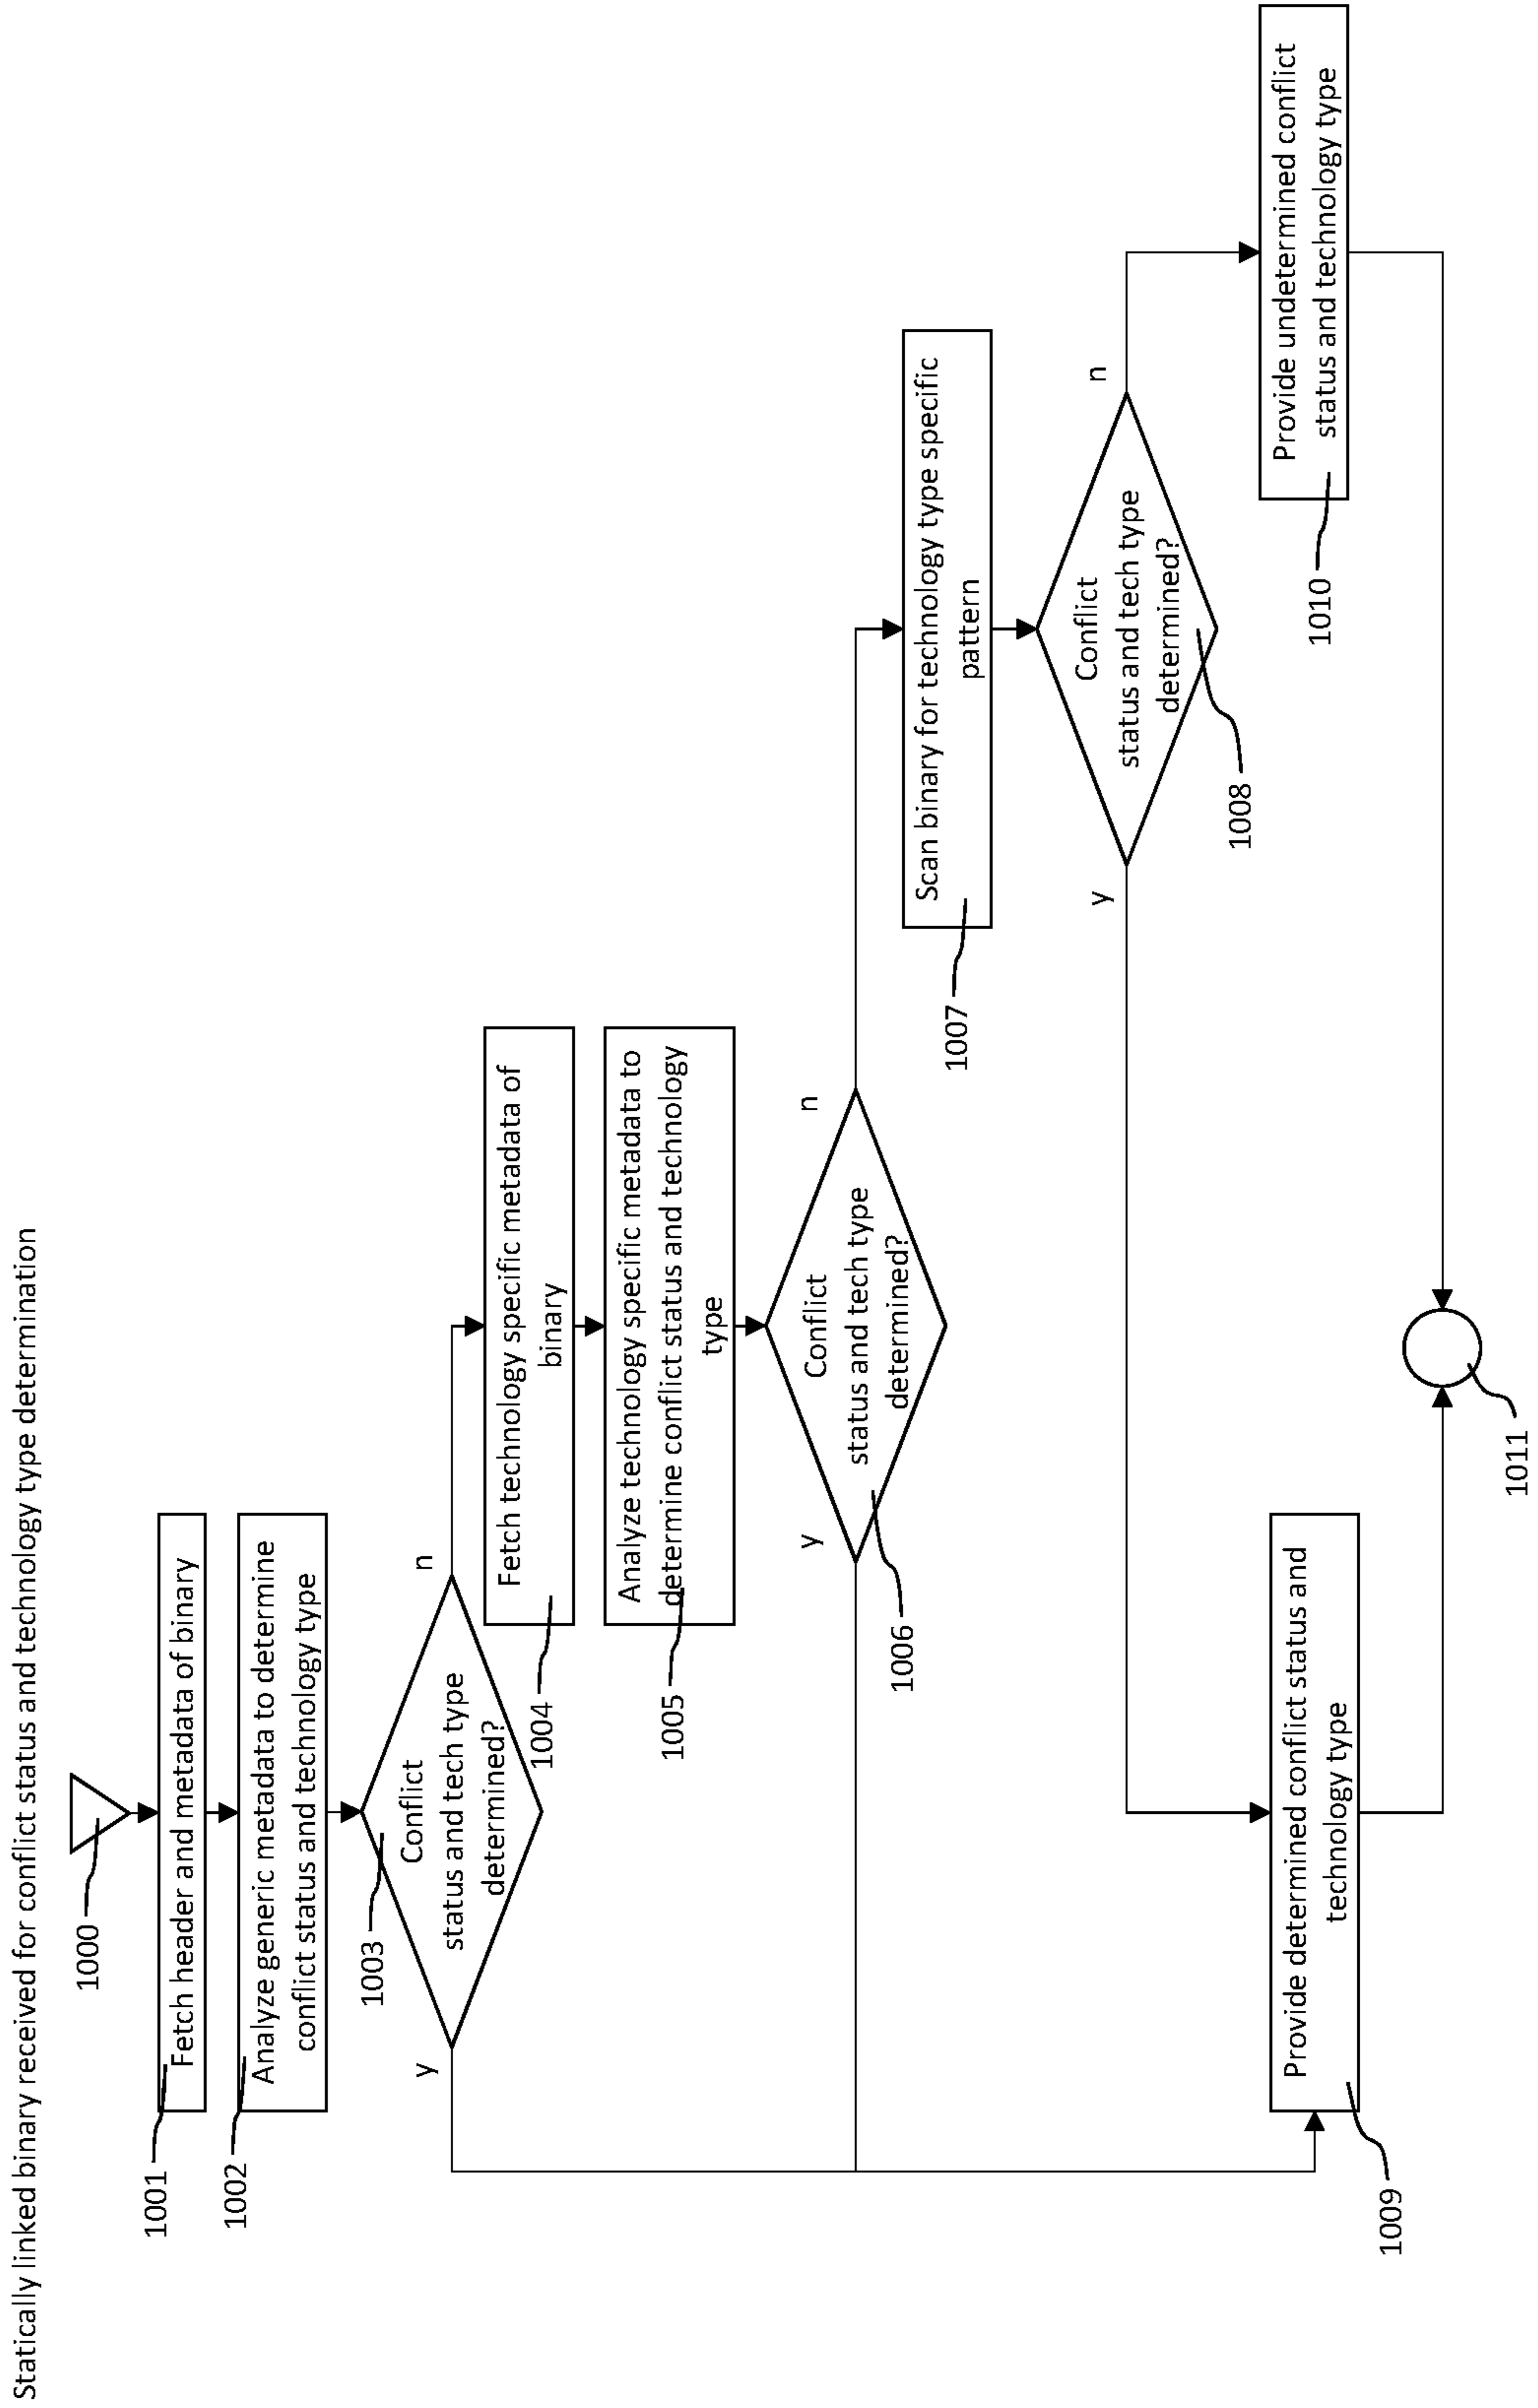 Statically linked binary received for conflict status and technology type determination
1000
1001
Fetch header and metadata of binary
1002
Analyze generic metadata to determine
conflict status and technology type
1003
Conflict
status and tech type
determined?
y
n
1004
Fetch technology specific metadata of
binary
1005
Analyze technology specific metadata to
determine conflict status and technology
type
1006
Conflict
status and tech type
determined?
y
n
1007
Scan binary for technology type specific
pattern
1008
Conflict
status and tech type
determined?
y
n
1009
Provide determined conflict status and
technology type
1010
Provide undetermined conflict
status and technology type
1011